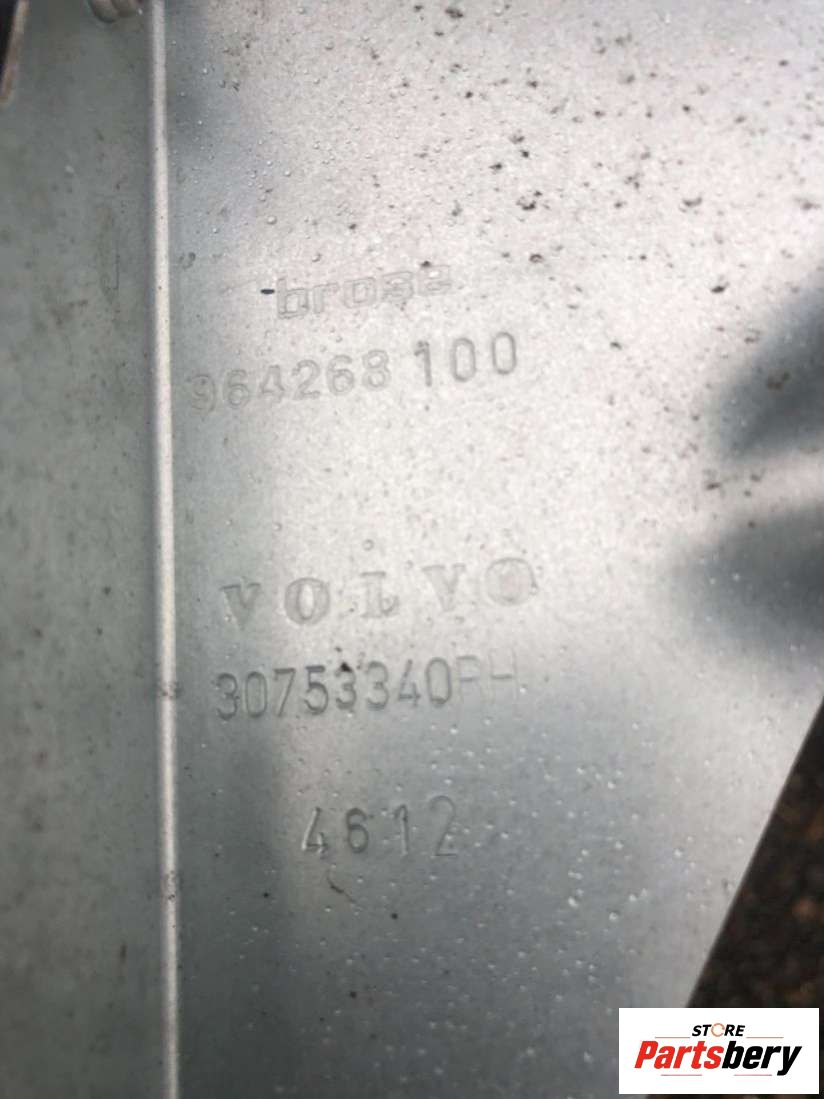 brose
964268 100
VOLVO
30753340RH
4612
STORE
Partsbery